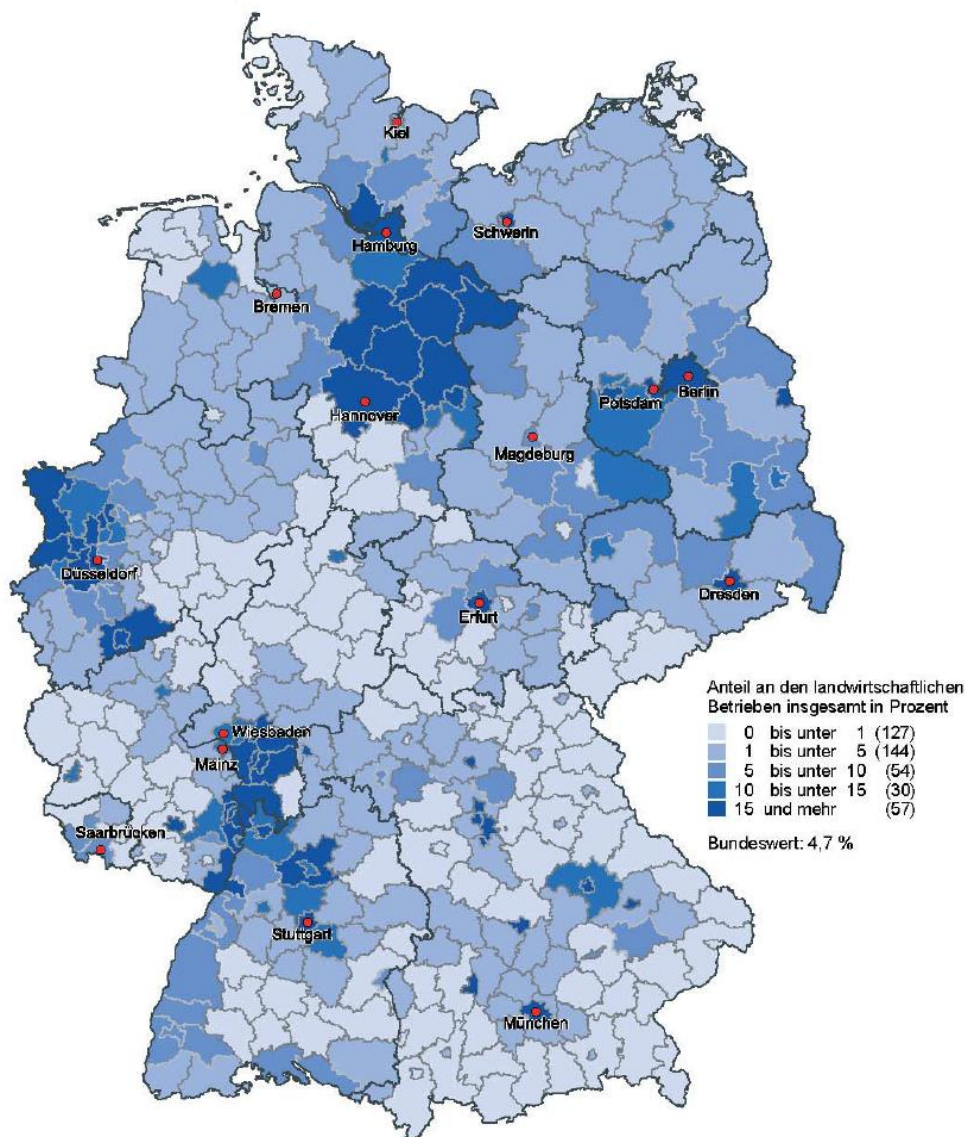 Kiel
Schwerin
Hamburg
Bremen
Berlin
Potsdam
Hannover
Magdeburg
Düsseldorf
Dresden
Erfurt
Anteil an den landwirtschaftlichen
Betrieben insgesamt in Prozent
0 bis unter 1 (127)
1 bis unter 5 (144)
5 bis unter 10 (54)
10 bis unter 15 (30)
15 und mehr (57)
Bundeswert: 4,7 %
Wiesbaden
Mainz
Saarbrücken
Stuttgart
München